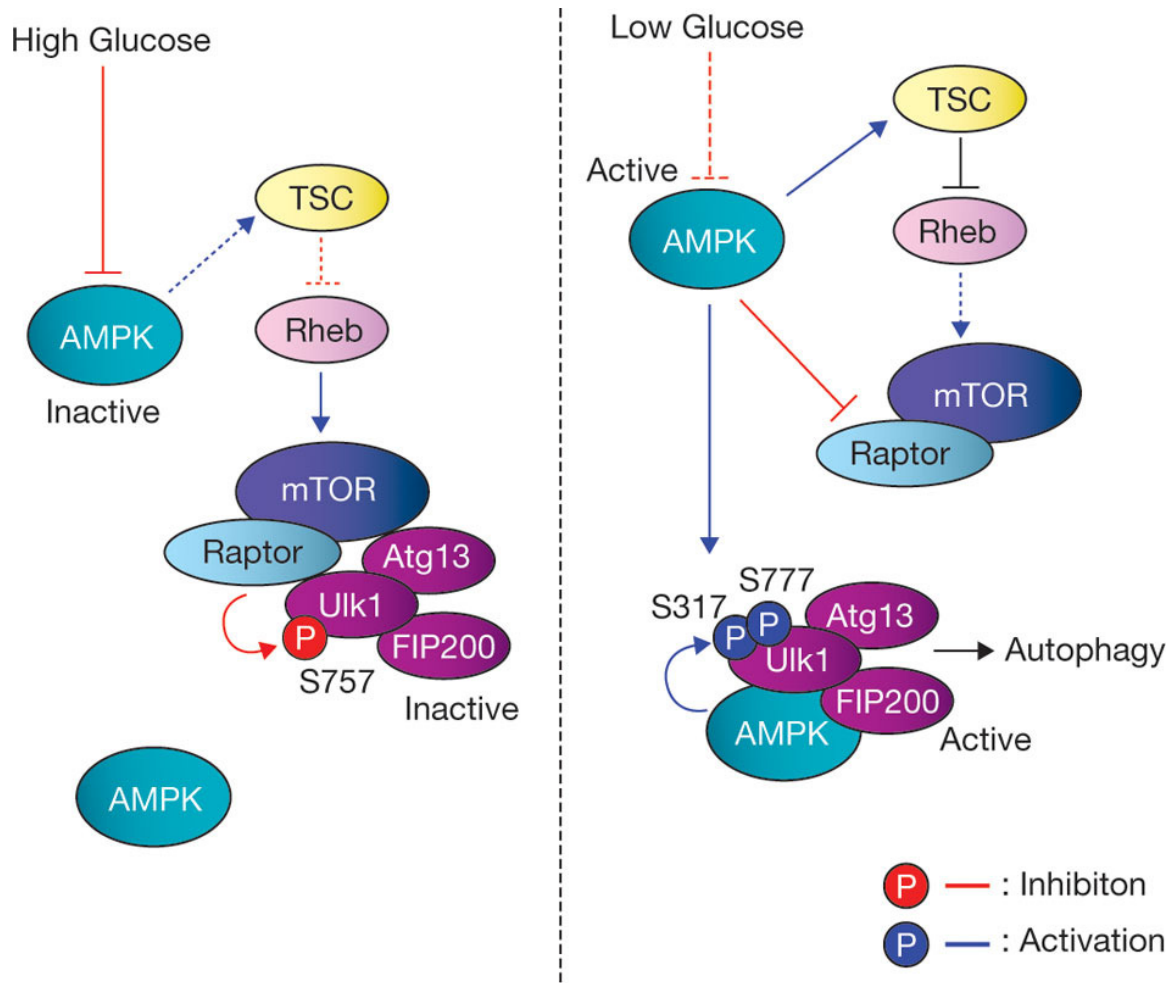 High Glucose
TSC
AMPK
Rheb
Inactive
mTOR
Raptor
Atg13
Ulk1
P
FIP200
S757
Inactive
AMPK
Low Glucose
TSC
Active
AMPK
Rheb
mTOR
Raptor
S777
S317
P
P
Atg13
Ulk1
Autophagy
FIP200
AMPK
Active
P : Inhibiton
P : Activation